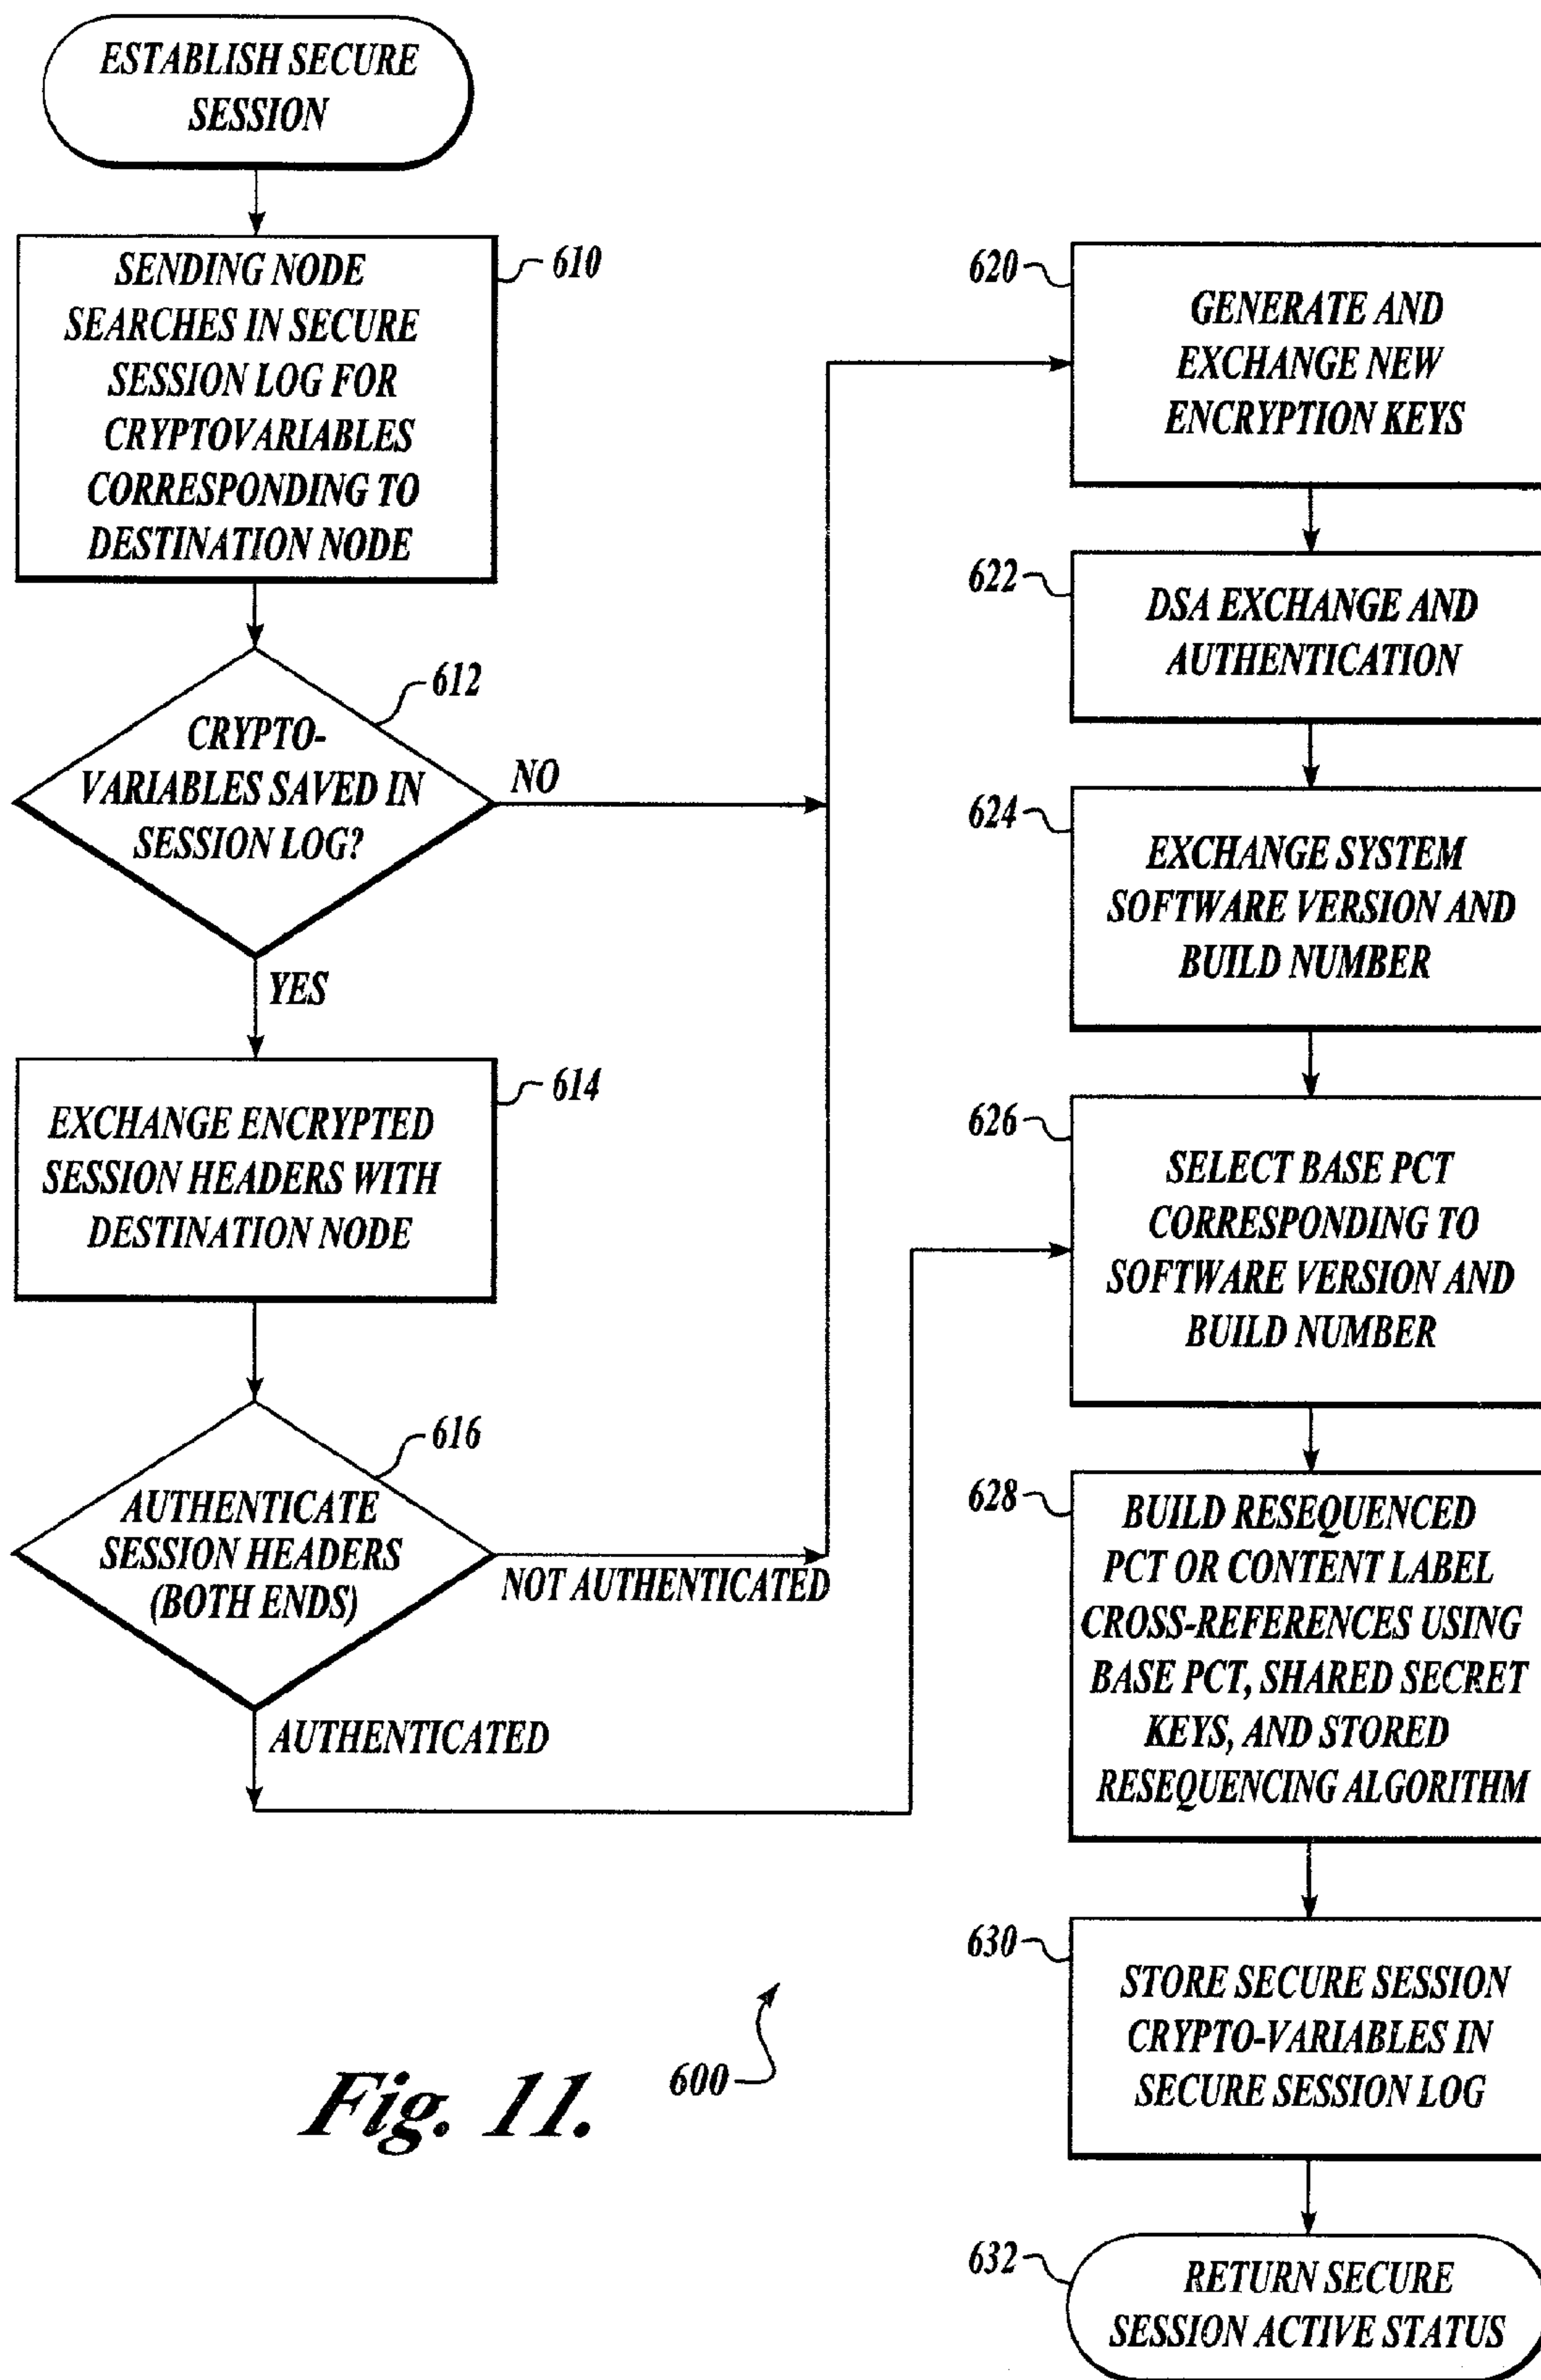 ESTABLISH SECURE
SESSION
SENDING NODE
SEARCHES IN SECURE
SESSION LOG FOR
CRYPTOVARIABLES
CORRESPONDING TO
DESTINATION NODE
610
CRYPTO-
VARIABLES SAVED IN
SESSION LOG?
612
NO
YES
EXCHANGE ENCRYPTED
SESSION HEADERS WITH
DESTINATION NODE
614
AUTHENTICATE
SESSION HEADERS
(BOTH ENDS)
616
NOT AUTHENTICATED
AUTHENTICATED
620
GENERATE AND
EXCHANGE NEW
ENCRYPTION KEYS
622
DSA EXCHANGE AND
AUTHENTICATION
624
EXCHANGE SYSTEM
SOFTWARE VERSION AND
BUILD NUMBER
626
SELECT BASE PCT
CORRESPONDING TO
SOFTWARE VERSION AND
BUILD NUMBER
628
BUILD RESEQUENCED
PCT OR CONTENT LABEL
CROSS-REFERENCES USING
BASE PCT, SHARED SECRET
KEYS, AND STORED
RESEQUENCING ALGORITHM
630
STORE SECURE SESSION
CRYPTO-VARIABLES IN
SECURE SESSION LOG
632
RETURN SECURE
SESSION ACTIVE STATUS
600
Fig. 11.